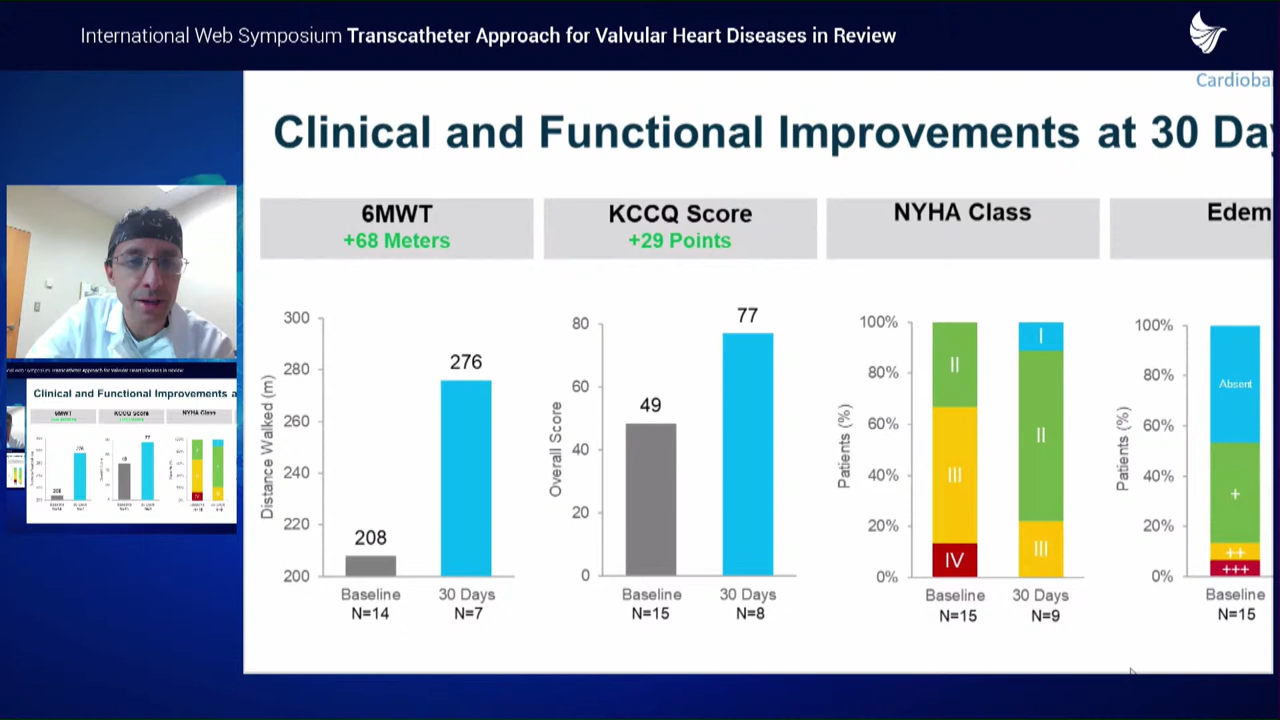 International Web Symposium Transcatheter Approach for Valvular Heart Diseases in Review
Clinical and Functional Improvements at 30 Da
6MWT
+68 Meters
KCCQ Score
+29 Points
NYHA Class
Edem
Distance Walked (m)
300
280
260
240
220
200
208
276
Baseline
N=14
30 Days
N=7
Overall Score
80
60
40
20
0
49
77
Baseline
N=15
30 Days
N=8
Patients (%)
100%
80%
60%
40%
20%
0%
II
III
IV
I
II
III
Baseline
N=15
30 Days
N=9
Patients (%)
100%
80%
60%
40%
20%
0%
Absent
+
++
+++
Baseline
N=15
Clinical and Functional Improvements a
6MWT
KCCQ Score
NYHA Class